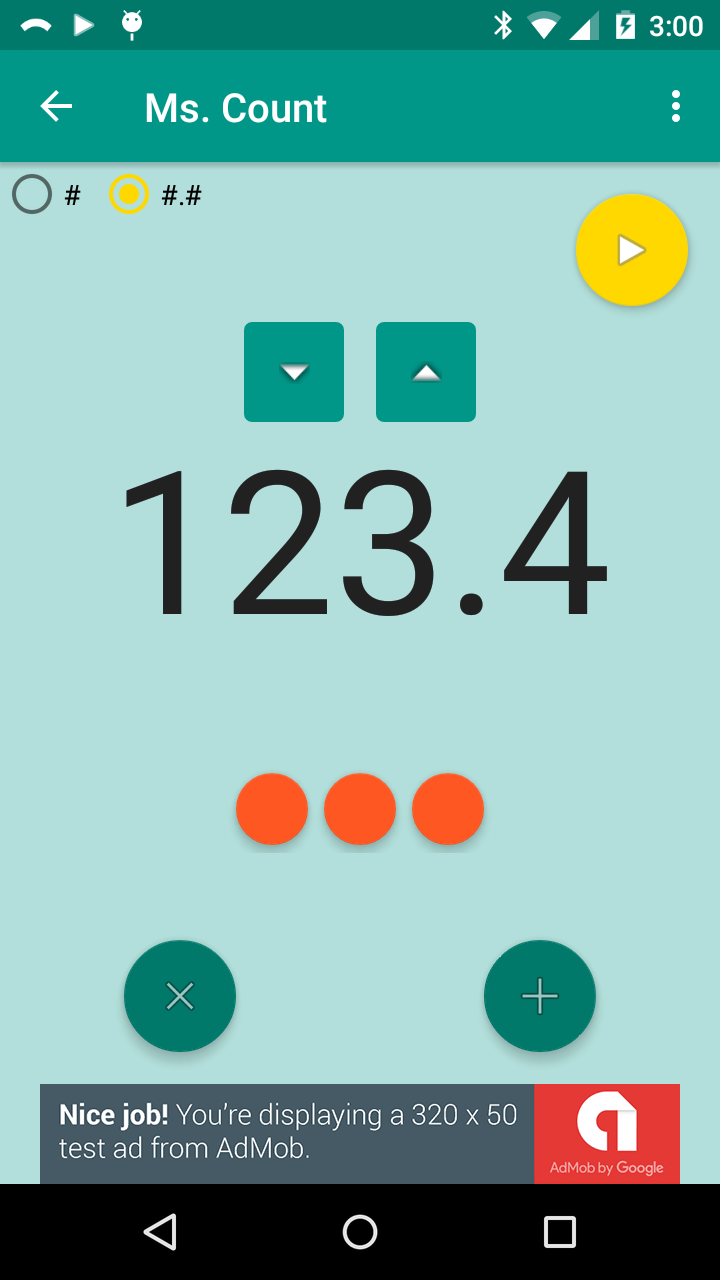 3:00
Ms. Count
# #.#
123.4
Nice job! You're displaying a 320 x 50
test ad from AdMob.
AdMob by Google